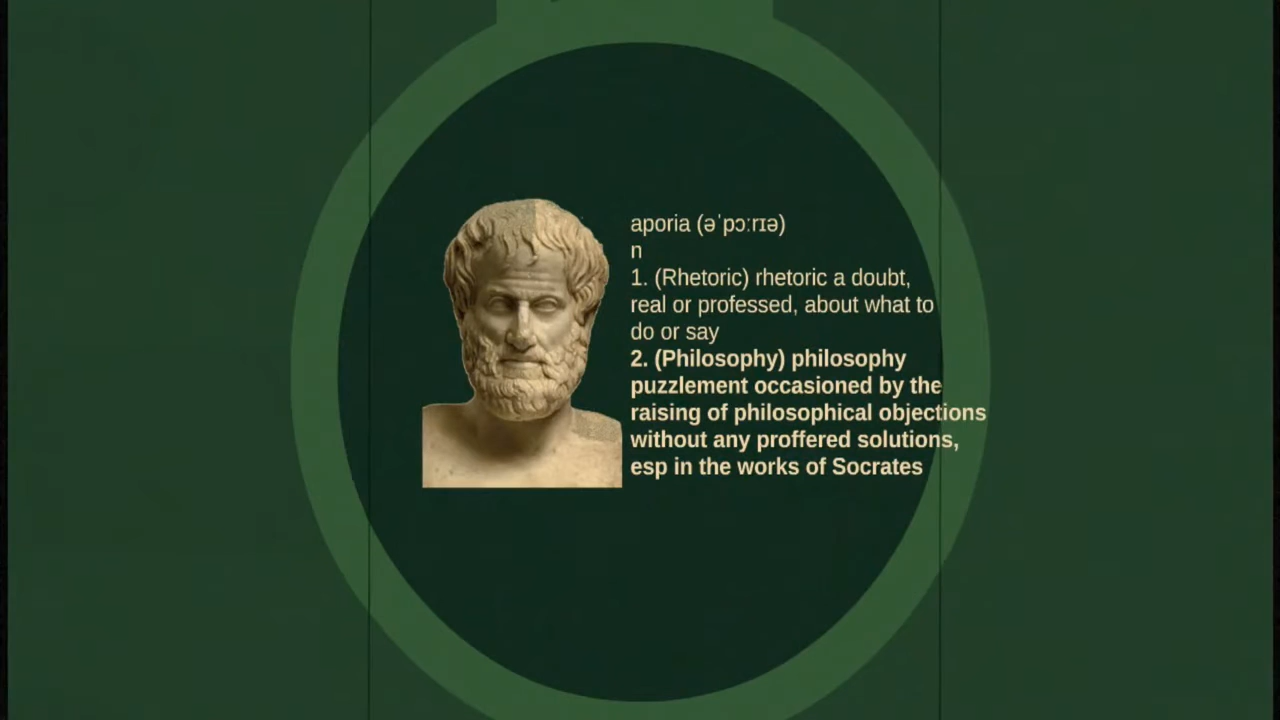 aporia (əˈpɔːrɪə)
n
1. (Rhetoric) rhetoric a doubt,
real or professed, about what to
do or say
2. (Philosophy) philosophy
puzzlement occasioned by the
raising of philosophical objections
without any proffered solutions,
esp in the works of Socrates